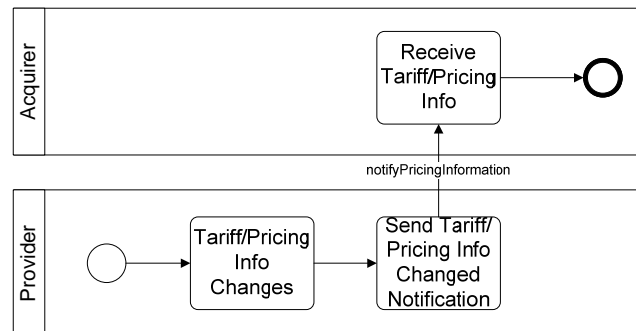 Acquirer
Receive
Tariff/Pricing
Info
notifyPricingInformation
Provider
Tariff/Pricing
Info
Changes
Send Tariff/
Pricing Info
Changed
Notification